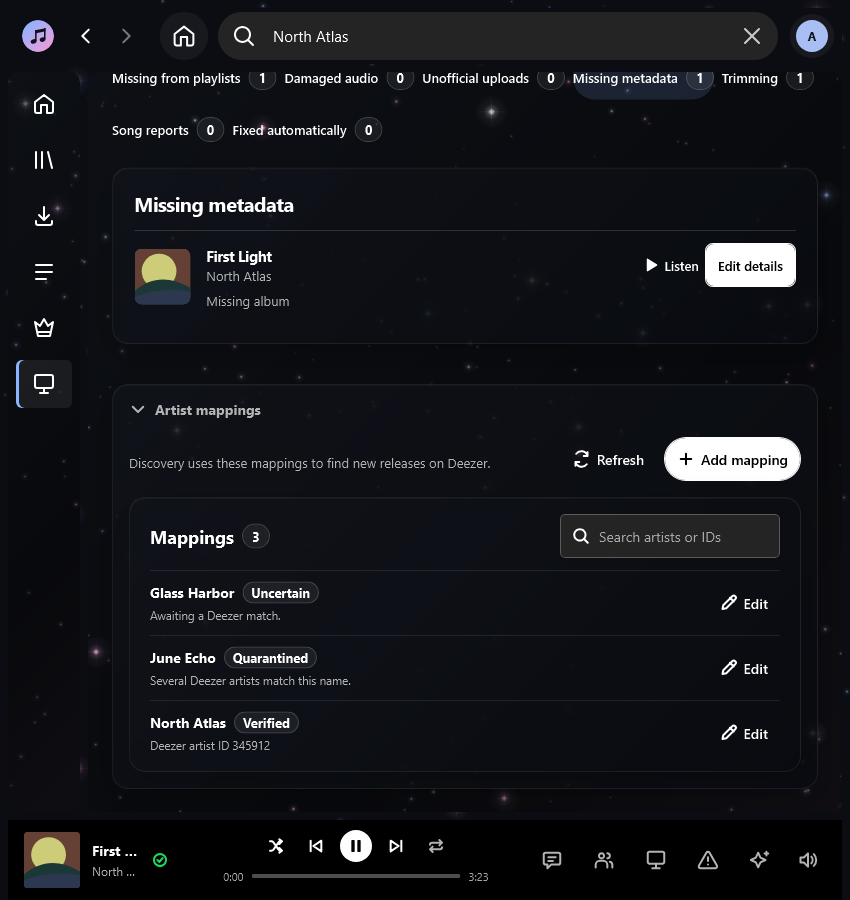 North Atlas
A
Missing from playlists 1 Damaged audio 0 Unofficial uploads 0 Missing metadata 1 Trimming 1
Song reports 0 Fixed automatically 0
Missing metadata
First Light
North Atlas
Missing album
Listen
Edit details
Artist mappings
Discovery uses these mappings to find new releases on Deezer.
Refresh
Add mapping
Mappings 3
Search artists or IDs
Glass Harbor Uncertain
Awaiting a Deezer match.
Edit
June Echo Quarantined
Several Deezer artists match this name.
Edit
North Atlas Verified
Deezer artist ID 345912
Edit
First ...
North ...
0:00
3:23